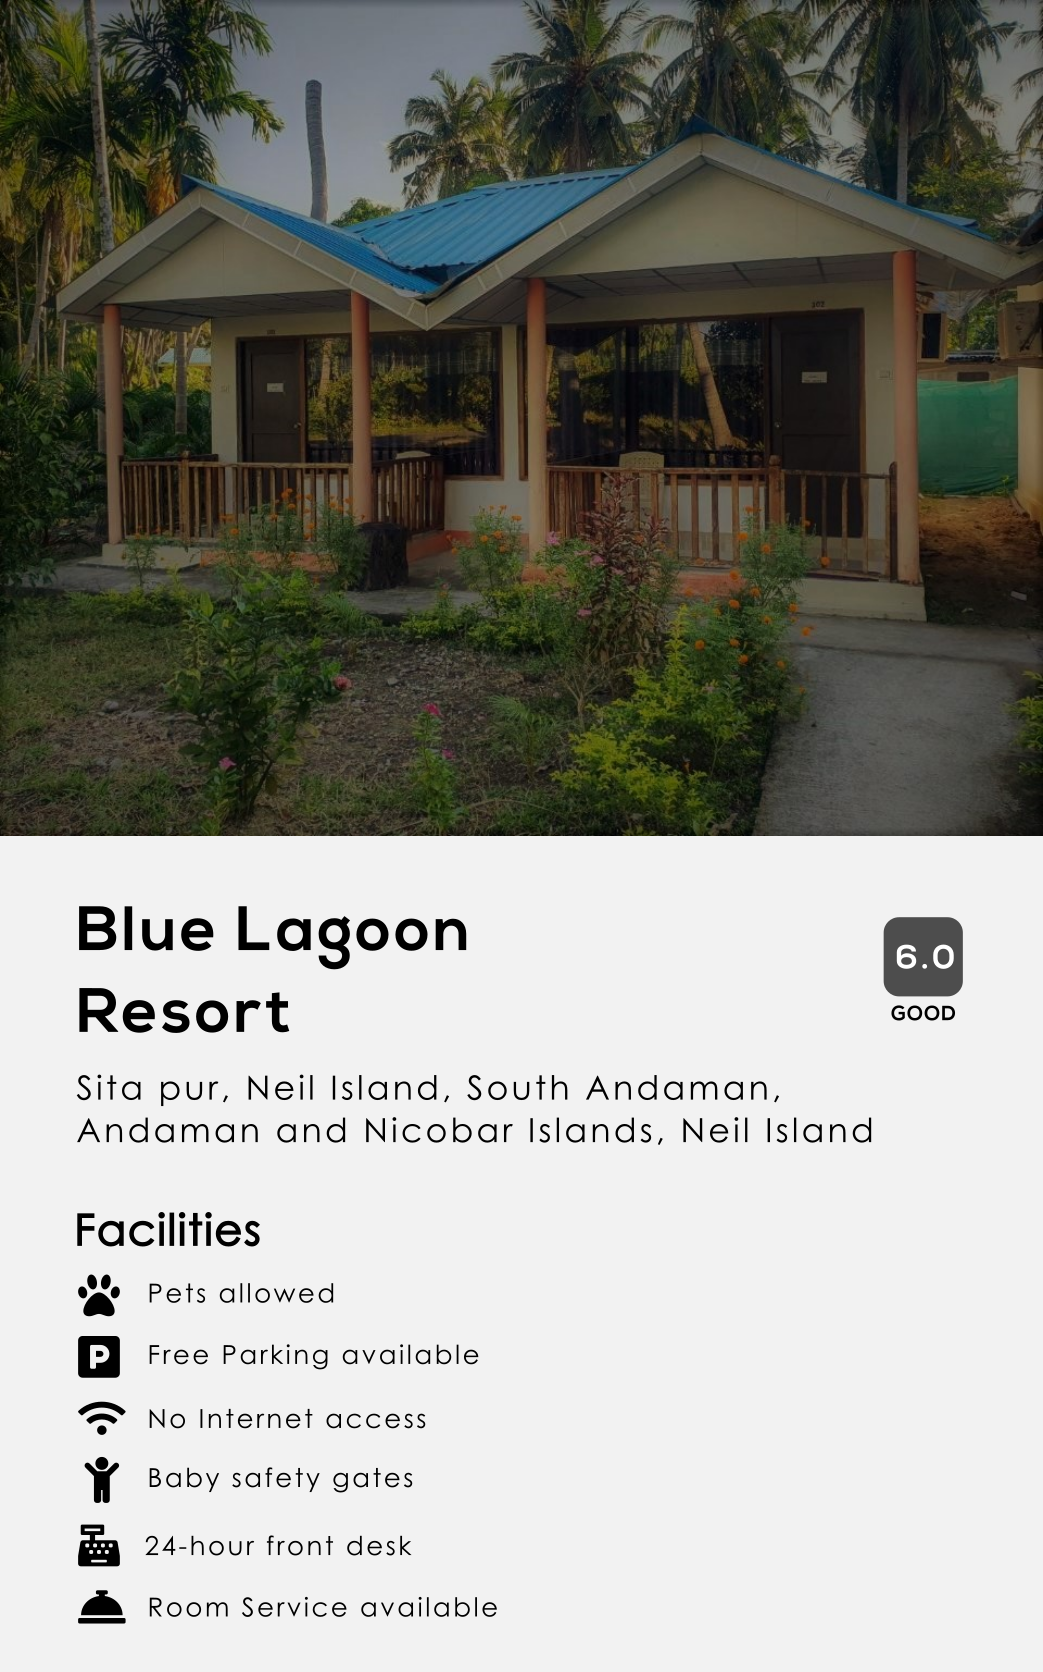 Blue Lagoon
Resort
6.0
GOOD
Sita pur, Neil Island, South Andaman,
Andaman and Nicobar Islands, Neil Island
Facilities
Pets allowed
P
Free Parking available
No Internet access
Baby safety gates
24-hour front desk
Room Service available